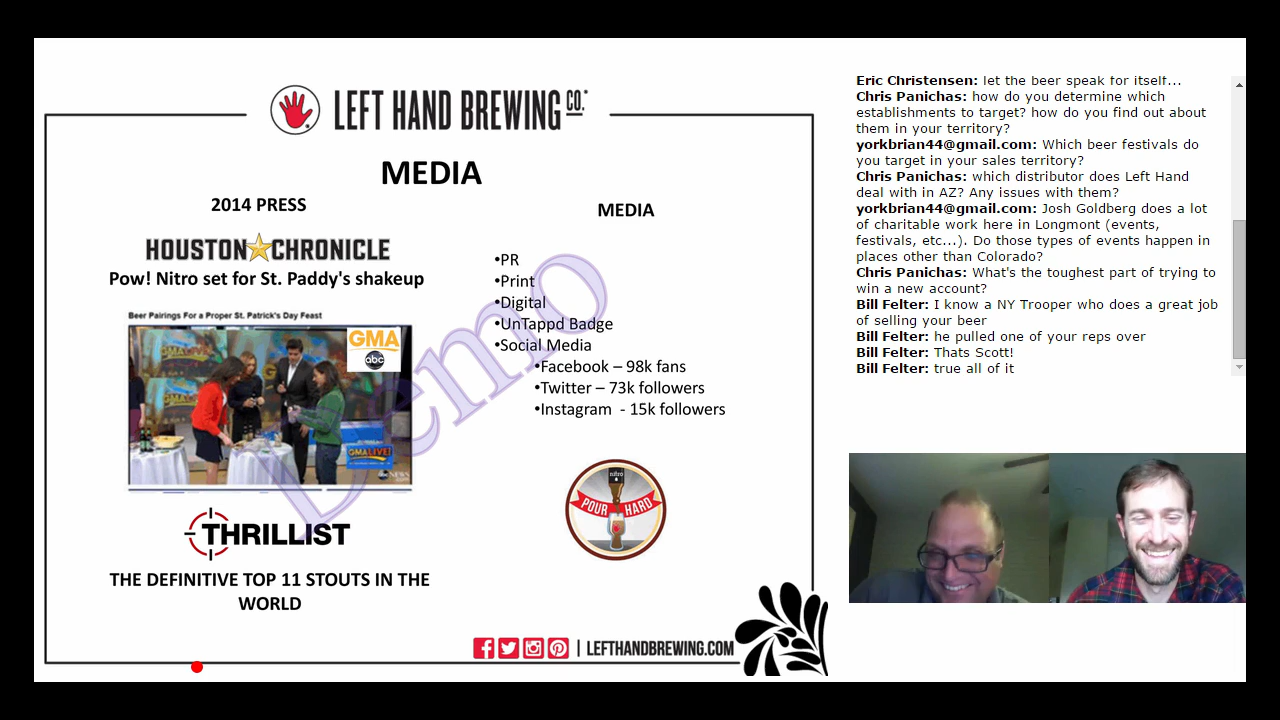 LEFT HAND BREWING CO.
MEDIA
2014 PRESS
HOUSTON CHRONICLE
Pow! Nitro set for St. Paddy's shakeup
Beer Pairings For a Proper St. Patrick's Day Feast
GMA
abc
GMALIVE!
abc NEWS
THRILLIST
THE DEFINITIVE TOP 11 STOUTS IN THE
WORLD
MEDIA
•PR
•Print
•Digital
•UnTappd Badge
•Social Media
•Facebook – 98k fans
•Twitter – 73k followers
•Instagram - 15k followers
Demo
nitro
POUR HARD
| LEFTHANDBREWING.COM
Eric Christensen: let the beer speak for itself...
Chris Panichas: how do you determine which
establishments to target? how do you find out about
them in your territory?
yorkbrian44@gmail.com: Which beer festivals do
you target in your sales territory?
Chris Panichas: which distributor does Left Hand
deal with in AZ? Any issues with them?
yorkbrian44@gmail.com: Josh Goldberg does a lot
of charitable work here in Longmont (events,
festivals, etc...). Do those types of events happen in
places other than Colorado?
Chris Panichas: What's the toughest part of trying to
win a new account?
Bill Felter: I know a NY Trooper who does a great job
of selling your beer
Bill Felter: he pulled one of your reps over
Bill Felter: Thats Scott!
Bill Felter: true all of it